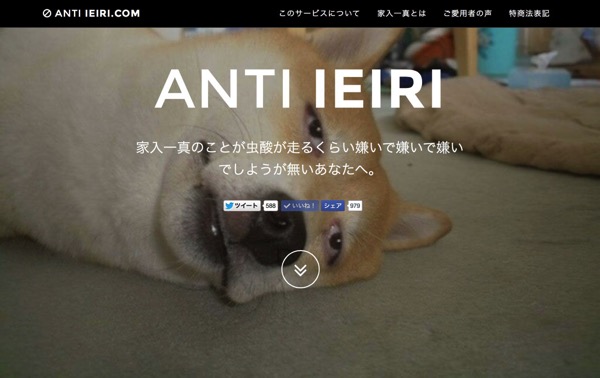 ANTI IEIRI.COM
このサービスについて 家入一真とは ご愛用者の声 特商法表記
ANTI IEIRI
家入一真のことが虫酸が走るくらい嫌いで嫌いで嫌い
でしようが無いあなたへ。
ツイート 588 いいね！ シェア 979